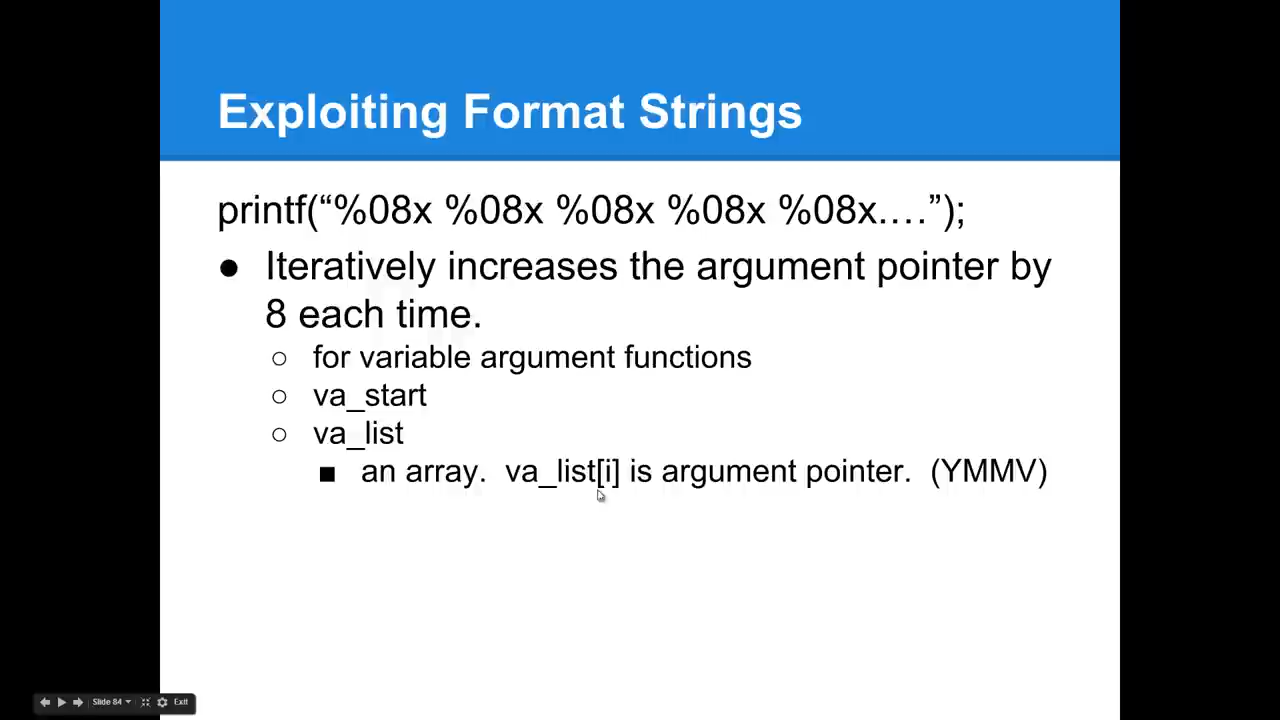 Exploiting Format Strings
printf(“%08x %08x %08x %08x %08x.…”);
● Iteratively increases the argument pointer by
8 each time.
○ for variable argument functions
○ va_start
○ va_list
■ an array. va_list[i] is argument pointer. (YMMV)
Slide 84
Exit